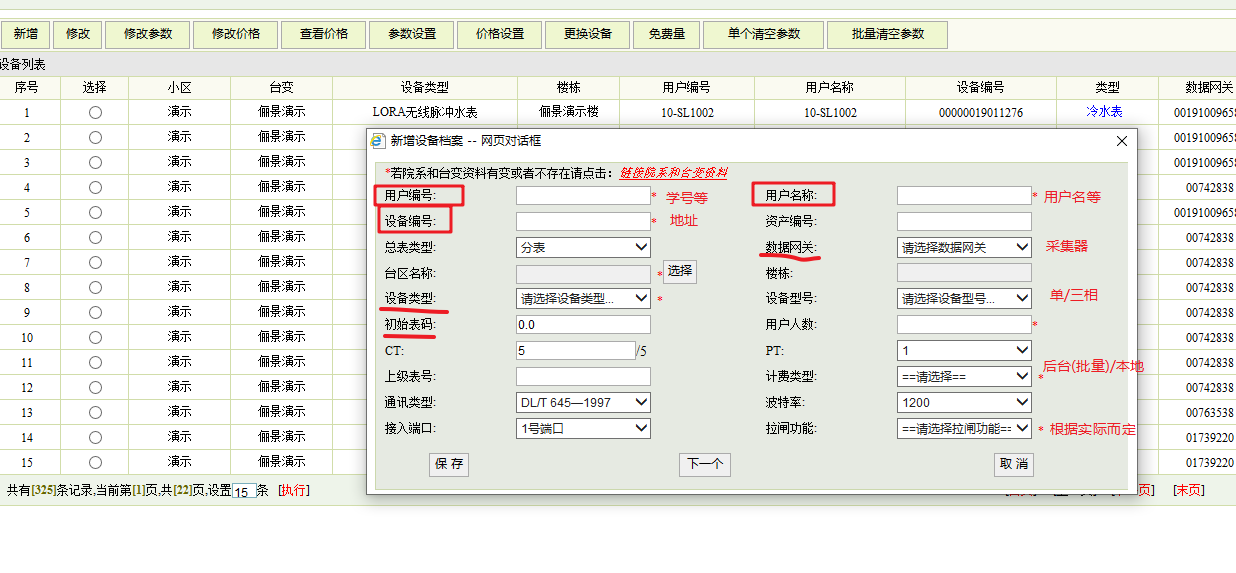 新增 修改 修改参数 修改价格 查看价格 参数设置 价格设置 更换设备 免费量 单个清空参数 批量清空参数
设备列表
序号 选择 小区 台变 设备类型 楼栋 用户编号 用户名称 设备编号 类型 数据网关
1 演示 俪景演示 LORA无线脉冲水表 俪景演示楼 10-SL1002 10-SL1002 00000019011276 冷水表 0019100965
2 演示 俪景演示 0019100965
3 演示 俪景演示 0019100965
4 演示 俪景演示 00742838
5 演示 俪景演示 0019100965
6 演示 俪景演示 00742838
7 演示 俪景演示 00742838
8 演示 俪景演示 00742838
9 演示 俪景演示 00742838
10 演示 俪景演示 00742838
11 演示 俪景演示 00742838
12 演示 俪景演示 00742838
13 演示 俪景演示 00763538
14 演示 俪景演示 01739220
15 演示 俪景演示 01739220
共有[325]条记录,当前第[1]页,共[22]页,设置15条 [执行] [末页]
新增设备档案 -- 网页对话框
*若院系和台变资料有变或者不存在请点击: 链接院系和台变资料
用户编号: * 学号等 用户名称: * 用户名等
设备编号: * 地址 资产编号:
总表类型: 分表 数据网关: 请选择数据网关 采集器
台区名称: * 选择 楼栋:
设备类型: 请选择设备类型... * 设备型号: 请选择设备型号... 单/三相
初始表码: 0.0 用户人数: *
CT: 5 /5 PT: 1
上级表号: 计费类型: ==请选择== * 后台(批量)/本地
通讯类型: DL/T 645—1997 波特率: 1200
接入端口: 1号端口 拉闸功能: ==请选择拉闸功能== * 根据实际而定
保 存 下一个 取 消